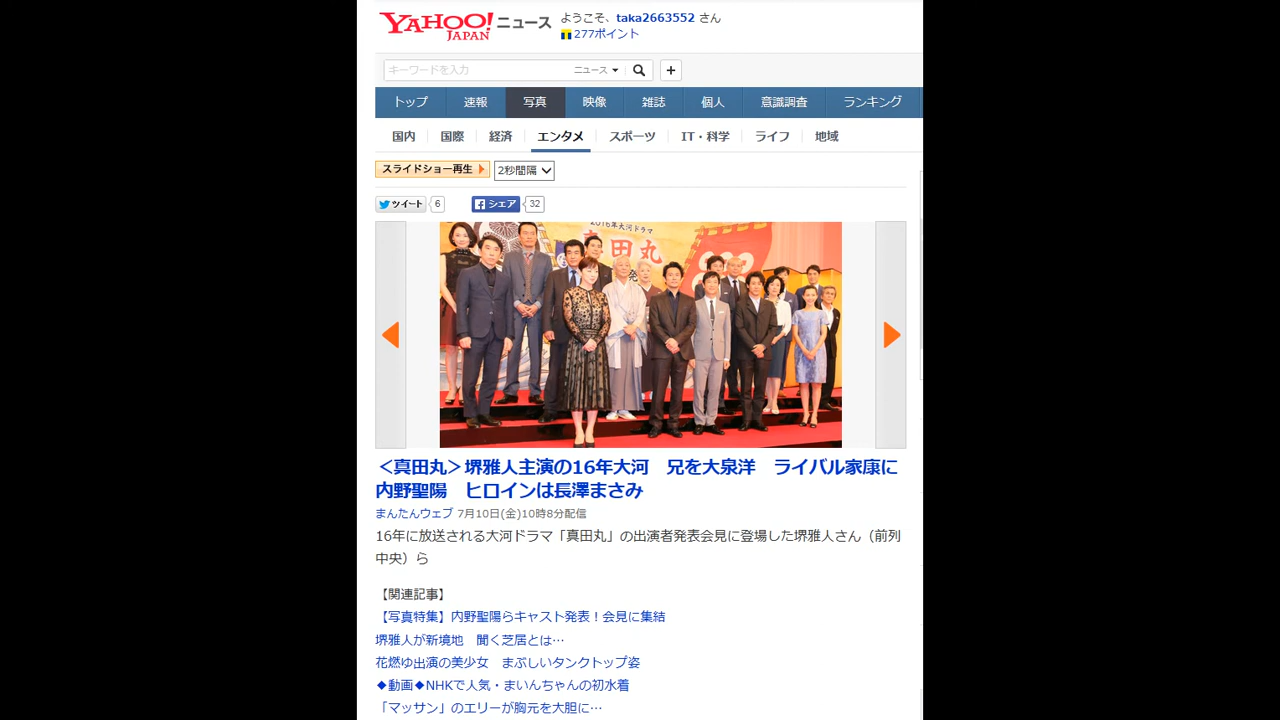 YAHOO! ニュース
JAPAN
ようこそ、taka2663552 さん
277ポイント
キーワードを入力 ニュース
トップ 速報 写真 映像 雑誌 個人 意識調査 ランキング
国内 国際 経済 エンタメ スポーツ IT・科学 ライフ 地域
スライドショー再生 2秒間隔
ツイート 6 シェア 32
2016年大河ドラマ
真田丸
発
＜真田丸＞堺雅人主演の16年大河　兄を大泉洋　ライバル家康に
内野聖陽　ヒロインは長澤まさみ
まんたんウェブ 7月10日(金)10時8分配信
16年に放送される大河ドラマ「真田丸」の出演者発表会見に登場した堺雅人さん（前列
中央）ら
【関連記事】
【写真特集】内野聖陽らキャスト発表！会見に集結
堺雅人が新境地　聞く芝居とは…
花燃ゆ出演の美少女　まぶしいタンクトップ姿
◆動画◆NHKで人気・まいんちゃんの初水着
「マッサン」のエリーが胸元を大胆に…